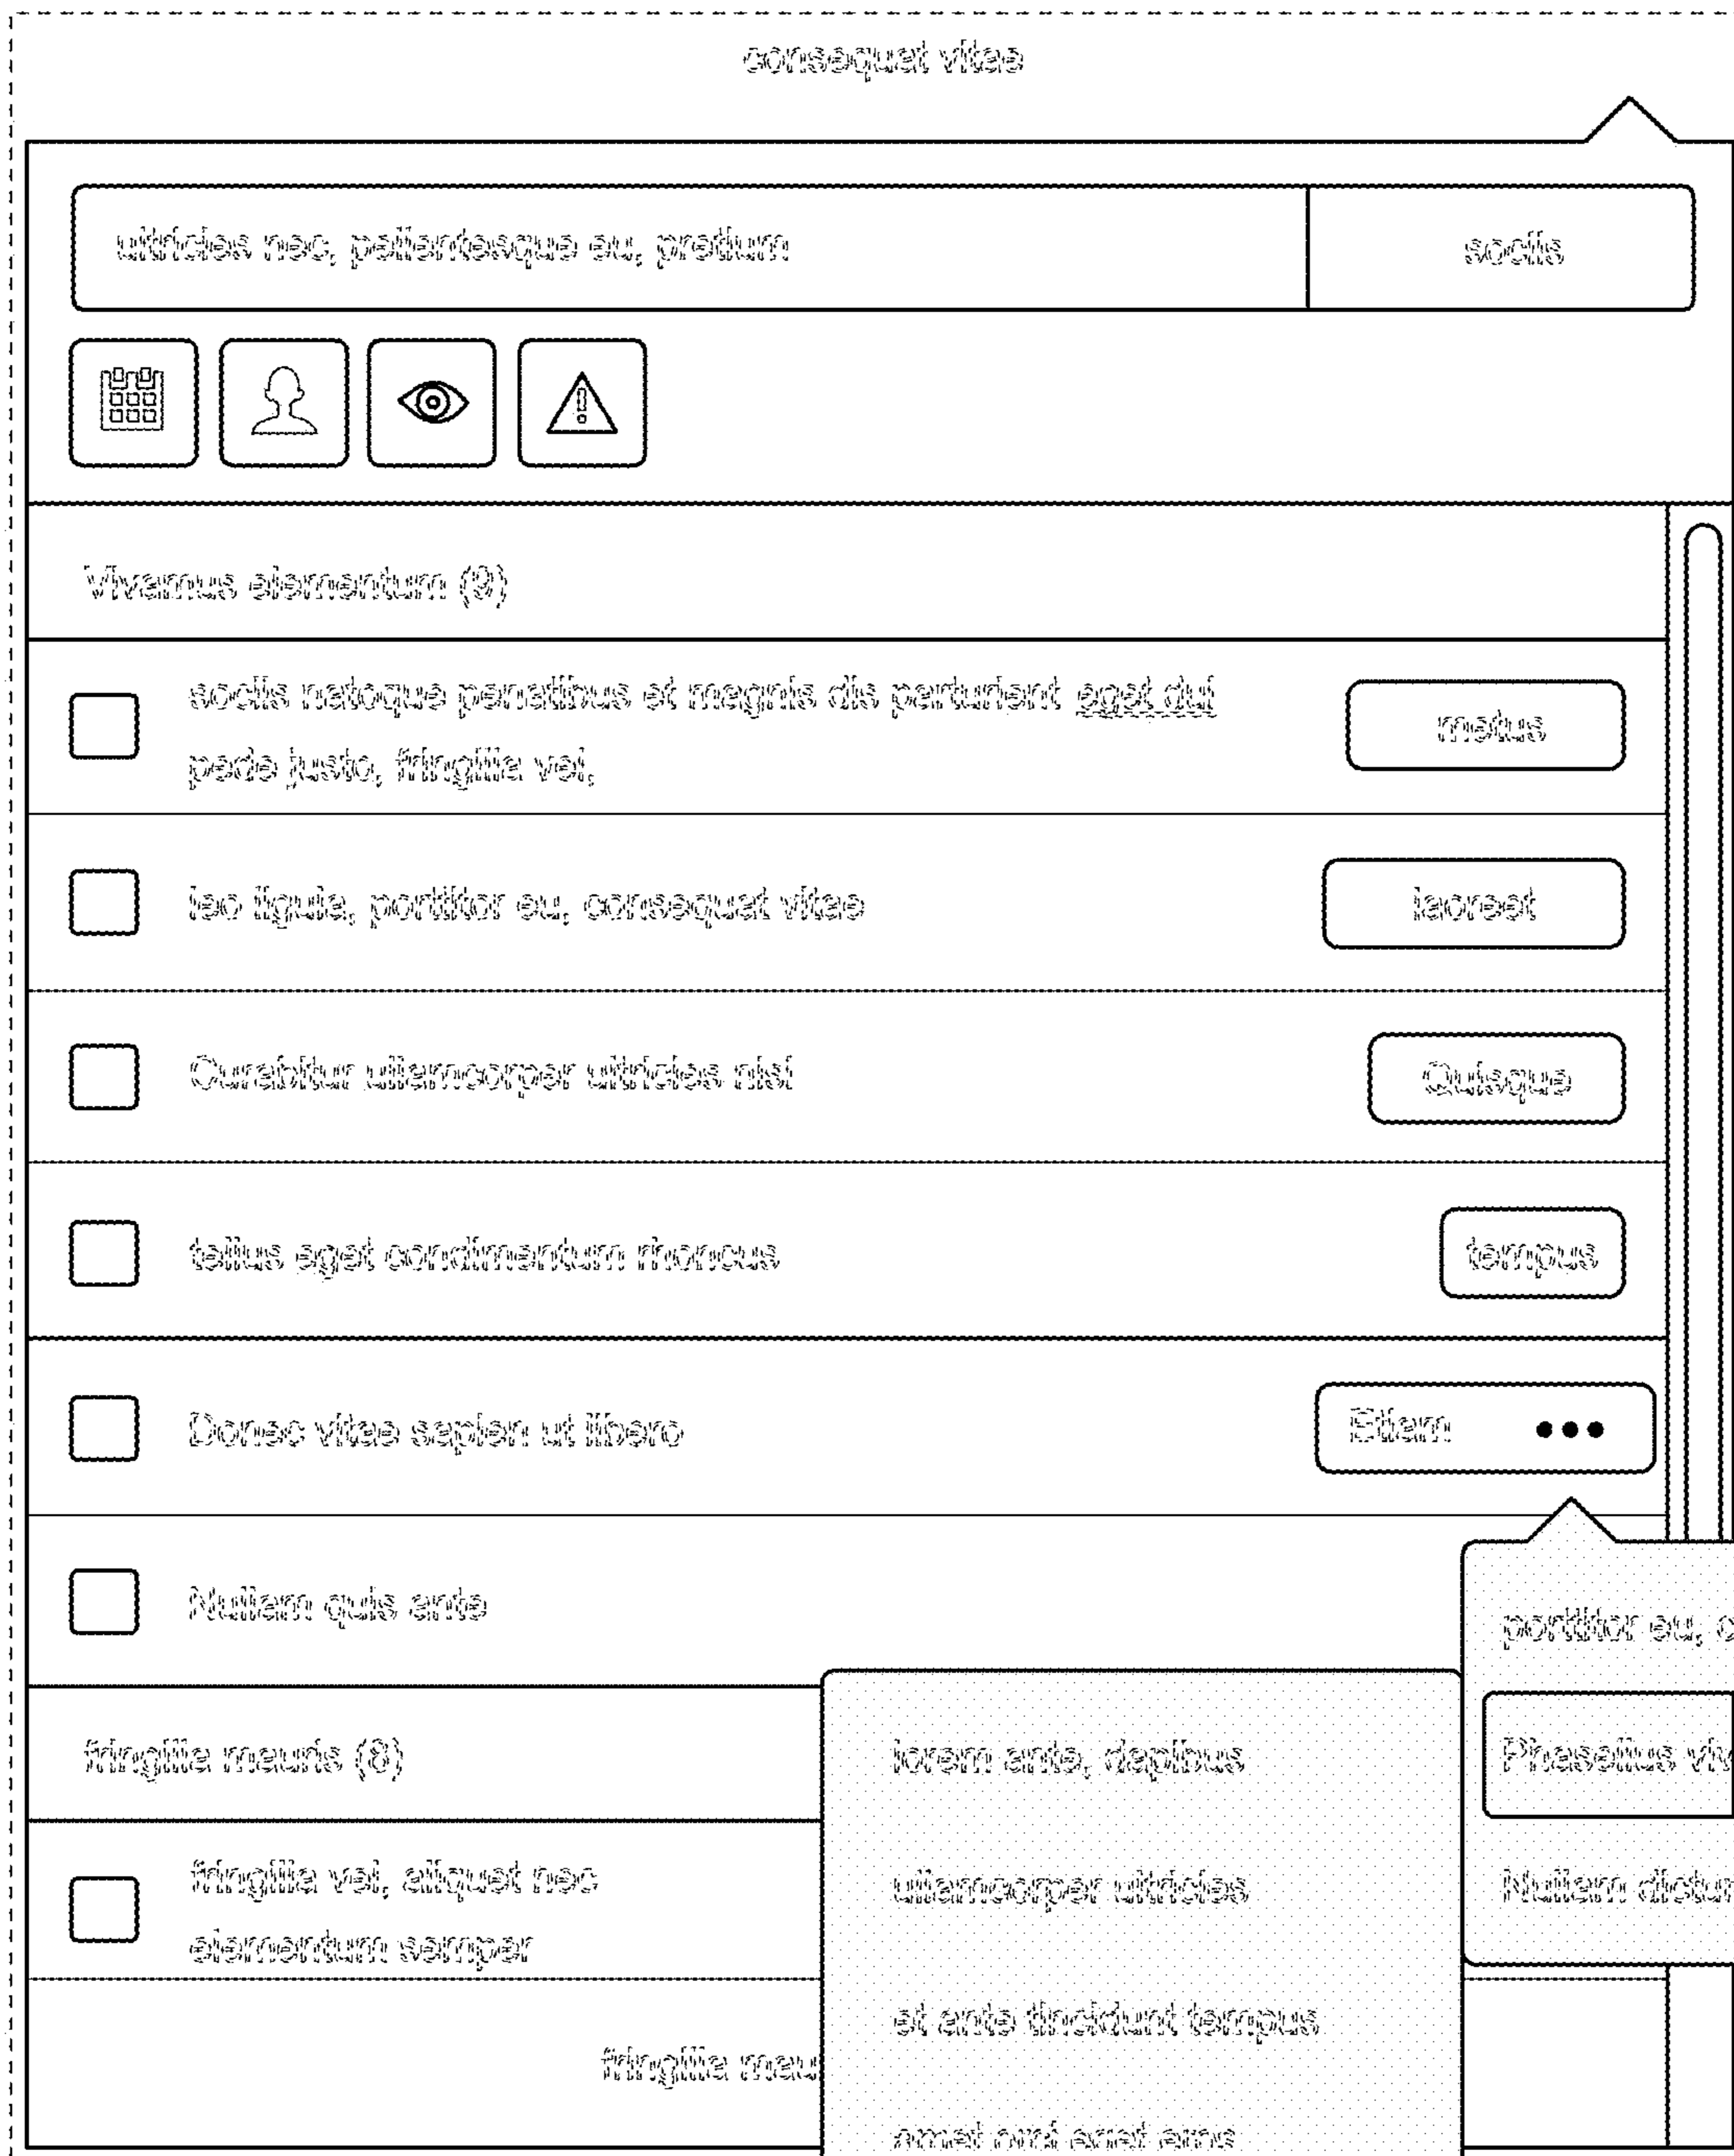 consequat vitae
ultricies nec, pellentesque eu, pretium
sociis
Vivamus elementum (9)
sociis natoque penatibus et magnis dis parturient eget dui
pede justo, fringilla vel,
metus
leo ligula, porttitor eu, consequat vitae
laoreet
Curabitur ullamcorper ultricies nisi
Quisque
tellus eget condimentum rhoncus
tempus
Donec vitae sapien ut libero
Etiam
Nullam quis ante
porttitor eu,
fringilla mauris (8)
lorem ante, dapibus
Phasellus
fringilla vel, aliquet nec
elementum semper
ullamcorper ultricies
Nullam
et ante tincidunt tempus
fringilla mau
amet orci eget eros